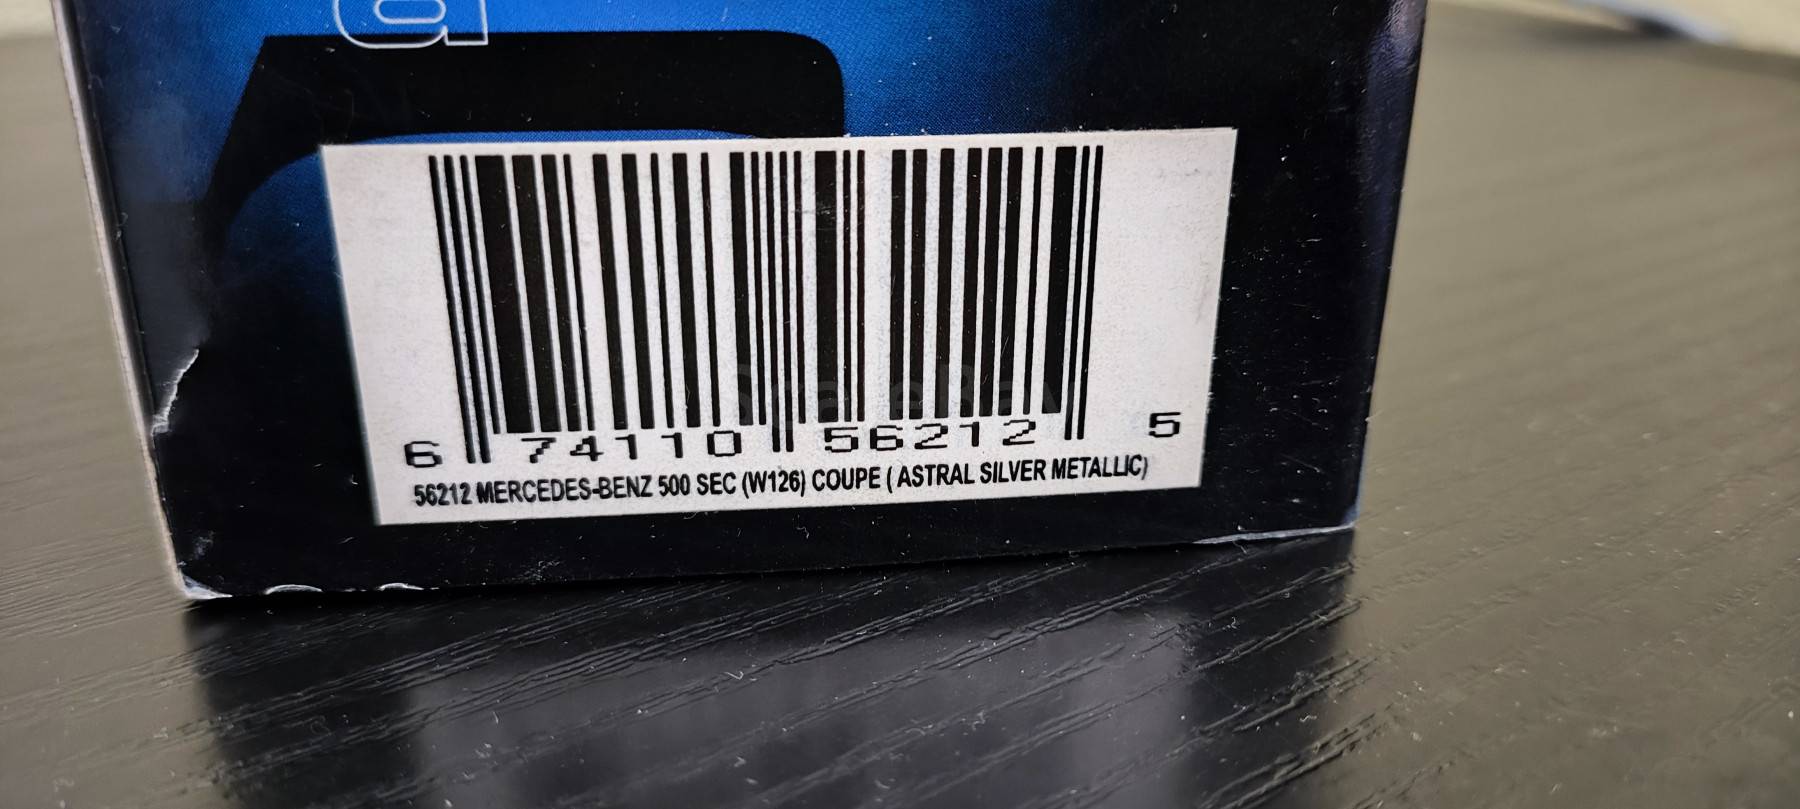 a
6 74110 56212 5
56212 MERCEDES-BENZ 500 SEC (W126) COUPE ( ASTRAL SILVER METALLIC)